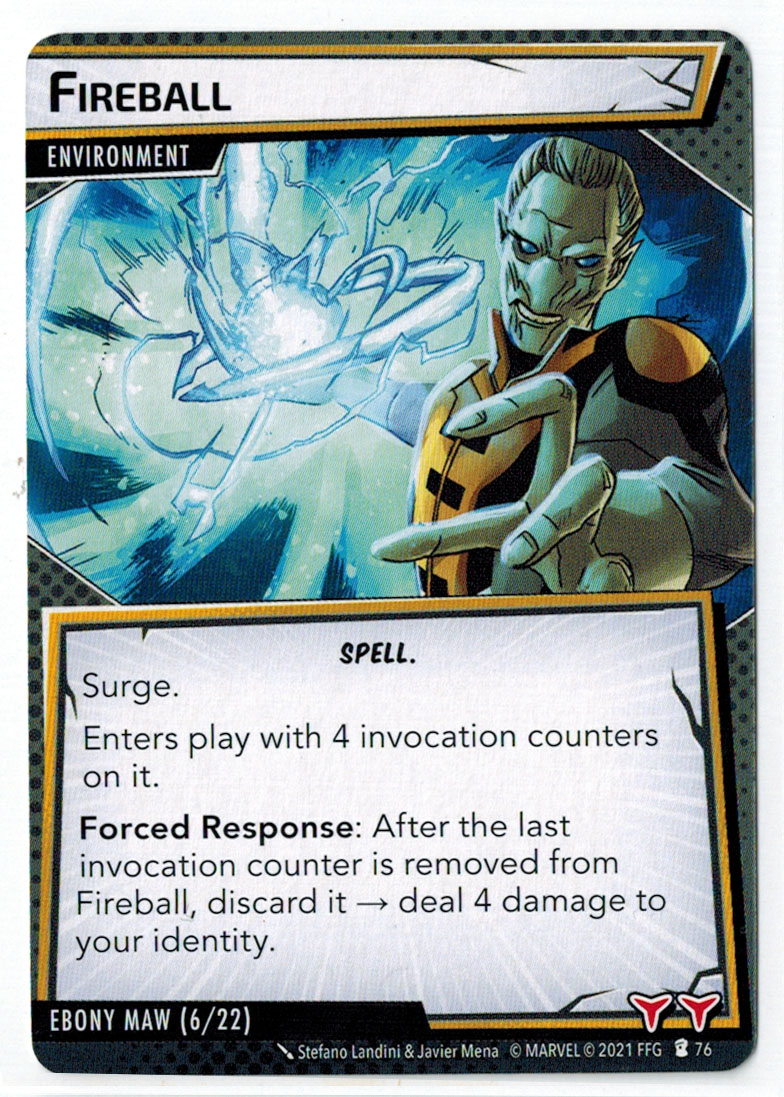 FIREBALL
ENVIRONMENT
SPELL.
Surge.
Enters play with 4 invocation counters
on it.
Forced Response: After the last
invocation counter is removed from
Fireball, discard it → deal 4 damage to
your identity.
EBONY MAW (6/22)
Stefano Landini & Javier Mena © MARVEL © 2021 FFG 76